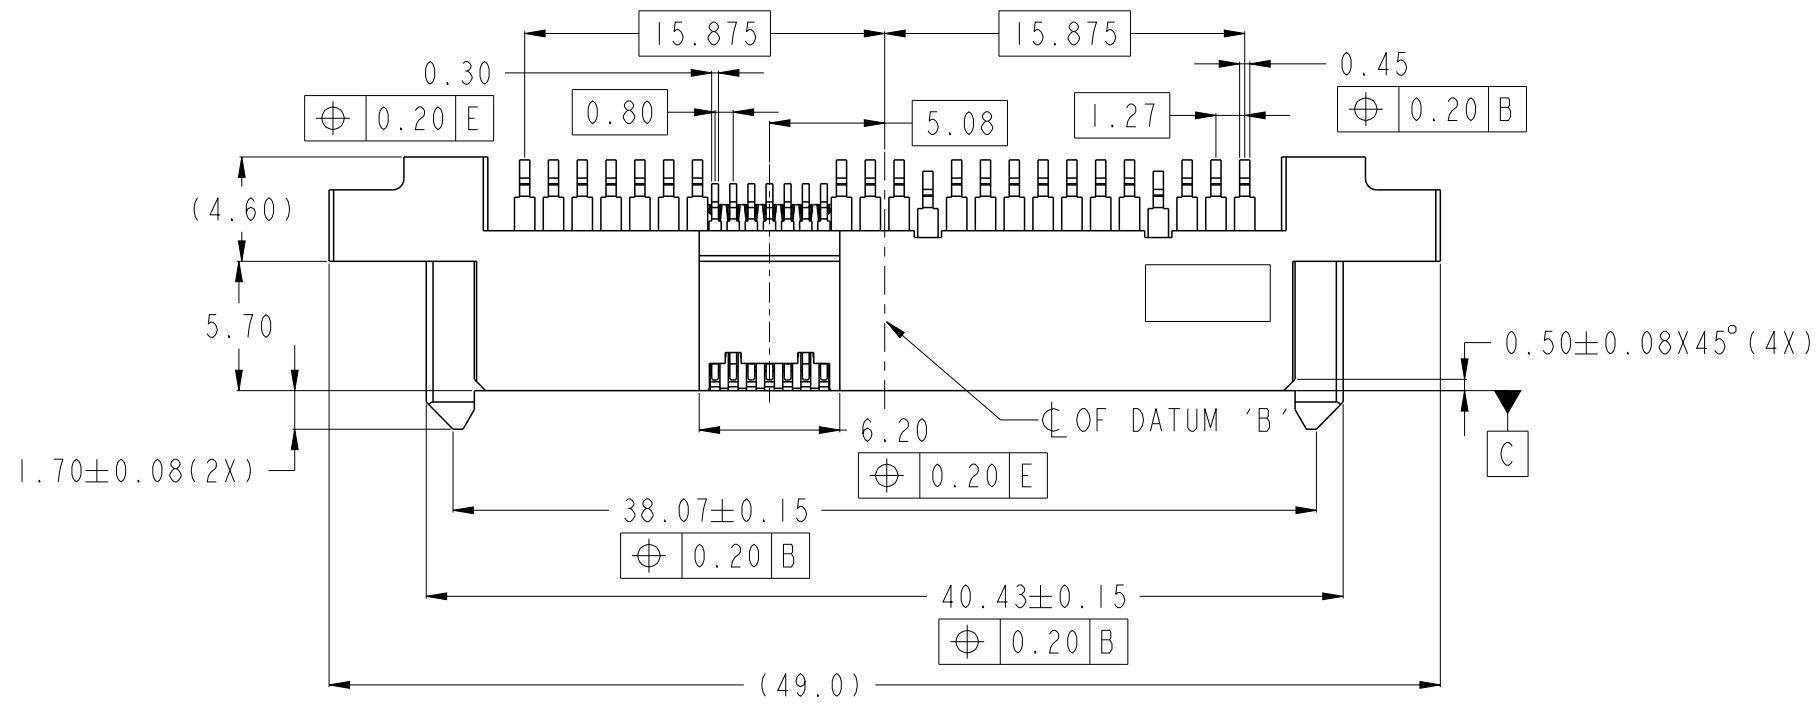 15.875
15.875
0.30
0.45
⌖ 0.20 E
0.80
5.08
1.27
⌖ 0.20 B
(4.60)
5.70
0.50±0.08X45°(4X)
℄ OF DATUM 'B'
6.20
C
1.70±0.08(2X)
⌖ 0.20 E
38.07±0.15
⌖ 0.20 B
40.43±0.15
⌖ 0.20 B
(49.0)